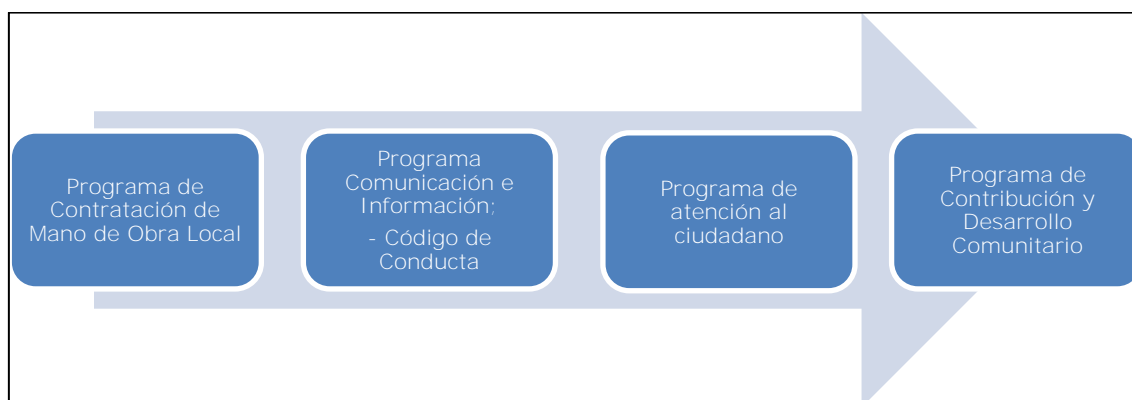 Programa de
Contratación de
Mano de Obra Local
Programa
Comunicación e
Información;
- Código de
Conducta
Programa de
atención al
ciudadano
Programa de
Contribución y
Desarrollo
Comunitario